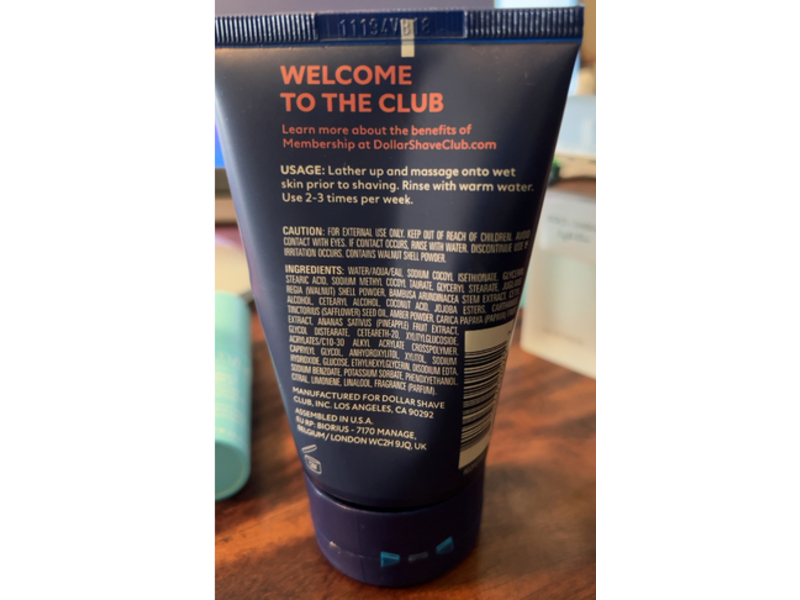 11194VB18
WELCOME
TO THE CLUB
Learn more about the benefits of
Membership at DollarShaveClub.com
USAGE: Lather up and massage onto wet
skin prior to shaving. Rinse with warm water.
Use 2-3 times per week.
CAUTION: FOR EXTERNAL USE ONLY. KEEP OUT OF REACH OF CHILDREN. AVOID
CONTACT WITH EYES. IF CONTACT OCCURS, RINSE WITH WATER. DISCONTINUE USE IF
IRRITATION OCCURS. CONTAINS WALNUT SHELL POWDER.
INGREDIENTS: WATER/AQUA/EAU, SODIUM COCOYL ISETHIONATE, GLYCERIN,
STEARIC ACID, SODIUM METHYL COCOYL TAURATE, GLYCERYL STEARATE, JUGLANS
REGIA (WALNUT) SHELL POWDER, BAMBUSA ARUNDINACEA STEM EXTRACT, CETYL
ALCOHOL, CETEARYL ALCOHOL, COCONUT ACID, JOJOBA ESTERS, CARTHAMUS
TINCTORIUS (SAFFLOWER) SEED OIL, AMBER POWDER, CARICA PAPAYA (PAPAYA) FRUIT
EXTRACT, ANANAS SATIVUS (PINEAPPLE) FRUIT EXTRACT,
GLYCOL DISTEARATE, CETEARETH-20, XYLITYLGLUCOSIDE,
ACRYLATES/C10-30 ALKYL ACRYLATE CROSSPOLYMER,
CAPRYLYL GLYCOL, ANHYDROXYLITOL, XYLITOL, SODIUM
HYDROXIDE, GLUCOSE, ETHYLHEXYLGLYCERIN, DISODIUM EDTA,
SODIUM BENZOATE, POTASSIUM SORBATE, PHENOXYETHANOL,
CITRAL, LIMONENE, LINALOOL, FRAGRANCE (PARFUM).
MANUFACTURED FOR DOLLAR SHAVE
CLUB, INC. LOS ANGELES, CA 90292
ASSEMBLED IN U.S.A.
EU RP: BIORIUS - 7170 MANAGE,
BELGIUM / LONDON WC2H 9JQ, UK